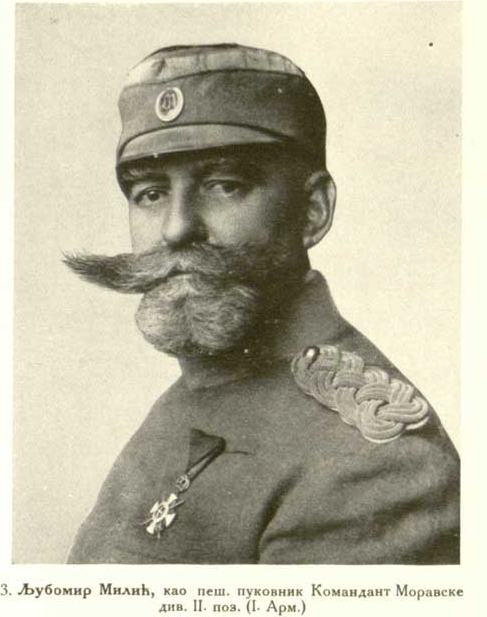 3. Љубомир Милић, као пеш. пуковник Командант Моравске
див. II. поз. (I. Арм.)